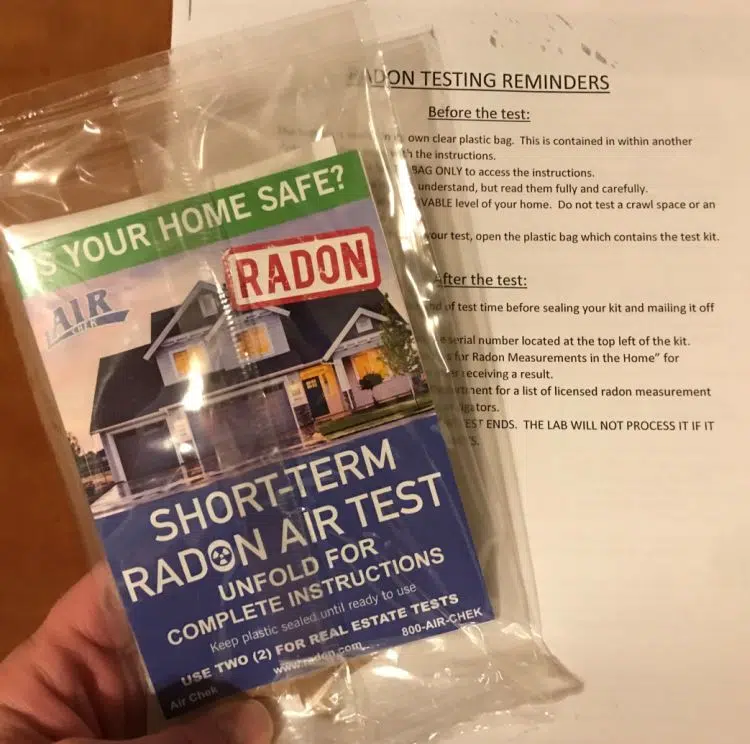 RADON TESTING REMINDERS
Before the test:
own clear plastic bag. This is contained in within another
the instructions.
BAG ONLY to access the instructions.
understand, but read them fully and carefully.
VABLE level of your home. Do not test a crawl space or an
your test, open the plastic bag which contains the test kit.
After the test:
of test time before sealing your kit and mailing it off
serial number located at the top left of the kit.
for Radon Measurements in the Home" for
receiving a result.
for a list of licensed radon measurement
EST ENDS. THE LAB WILL NOT PROCESS IT IF IT
IS YOUR HOME SAFE?
RADON
AIR
CHEK
SHORT-TERM
RADON AIR TEST
UNFOLD FOR
COMPLETE INSTRUCTIONS
Keep plastic sealed until ready to use
USE TWO (2) FOR REAL ESTATE TESTS
www.radon.com
800-AIR-CHEK
Air Chek